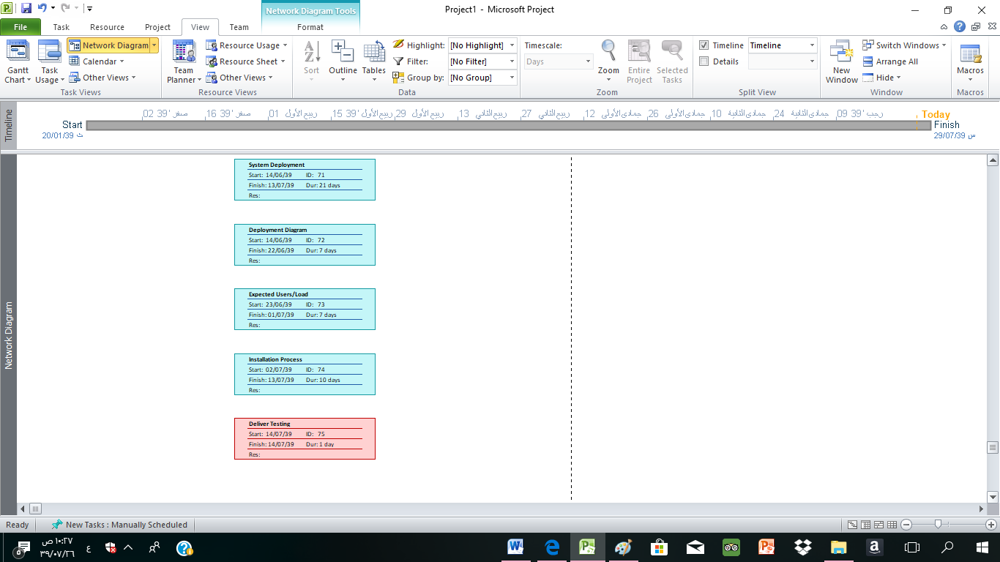 Project1 - Microsoft Project
Network Diagram Tools
File Task Resource Project View Team Format
Gantt Chart
Task Usage
Network Diagram
Calendar
Other Views
Task Views
Team Planner
Resource Usage
Resource Sheet
Other Views
Resource Views
Sort
Outline
Tables
Highlight: [No Highlight]
Filter: [No Filter]
Group by: [No Group]
Data
Timescale:
Days
Zoom
Entire Project
Selected Tasks
Zoom
Timeline Timeline
Details
Split View
New Window
Switch Windows
Arrange All
Hide
Window
Macros
Macros
Timeline
02 صفر '39
16 صفر '39
01 ربيع الأول
15 ربيع الأول '39
29 ربيع الأول
13 ربيع الثاني
27 ربيع الثاني
12 جمادى الأولى
26 جمادى الأولى
10 جمادى الثانية
24 جمادى الثانية
09 رجب '39
Today
Start
20/01/39 ث
Finish
29/07/39 س
Network Diagram
System Deployment
Start: 14/06/39 ID: 71
Finish: 13/07/39 Dur: 21 days
Res:
Deployment Diagram
Start: 14/06/39 ID: 72
Finish: 22/06/39 Dur: 7 days
Res:
Expected Users/Load
Start: 23/06/39 ID: 73
Finish: 01/07/39 Dur: 7 days
Res:
Installation Process
Start: 02/07/39 ID: 74
Finish: 13/07/39 Dur: 10 days
Res:
Deliver Testing
Start: 14/07/39 ID: 75
Finish: 14/07/39 Dur: 1 day
Res:
Ready New Tasks : Manually Scheduled
١٠:٢٧ ص
٣٩/٠٧/٢٦
ع